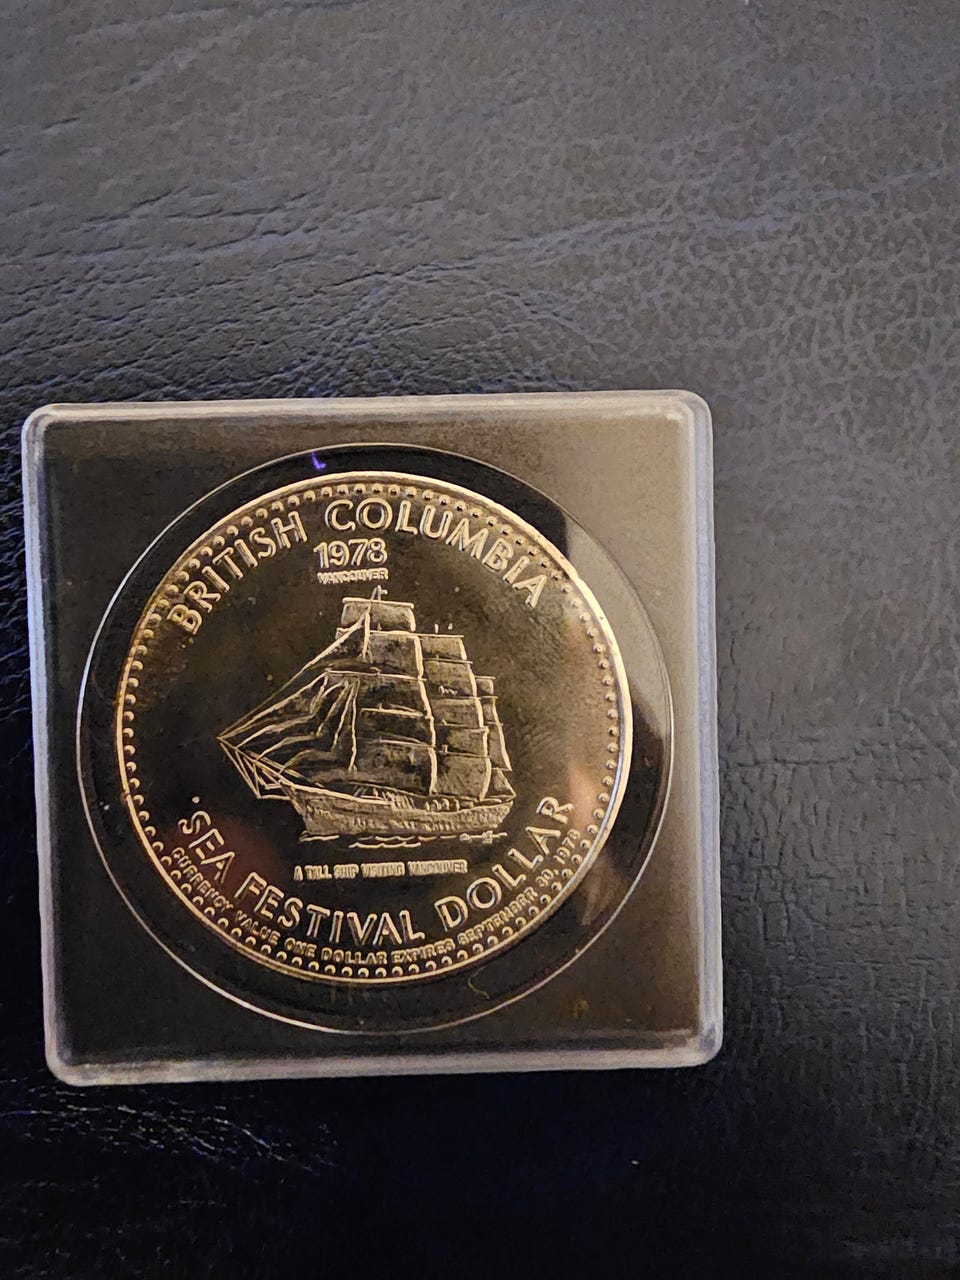 BRITISH COLUMBIA
1978
VANCOUVER
A TALL SHIP VISITING VANCOUVER
SEA FESTIVAL DOLLAR
CURRENCY VALUE ONE DOLLAR EXPIRES SEPTEMBER 30, 1978